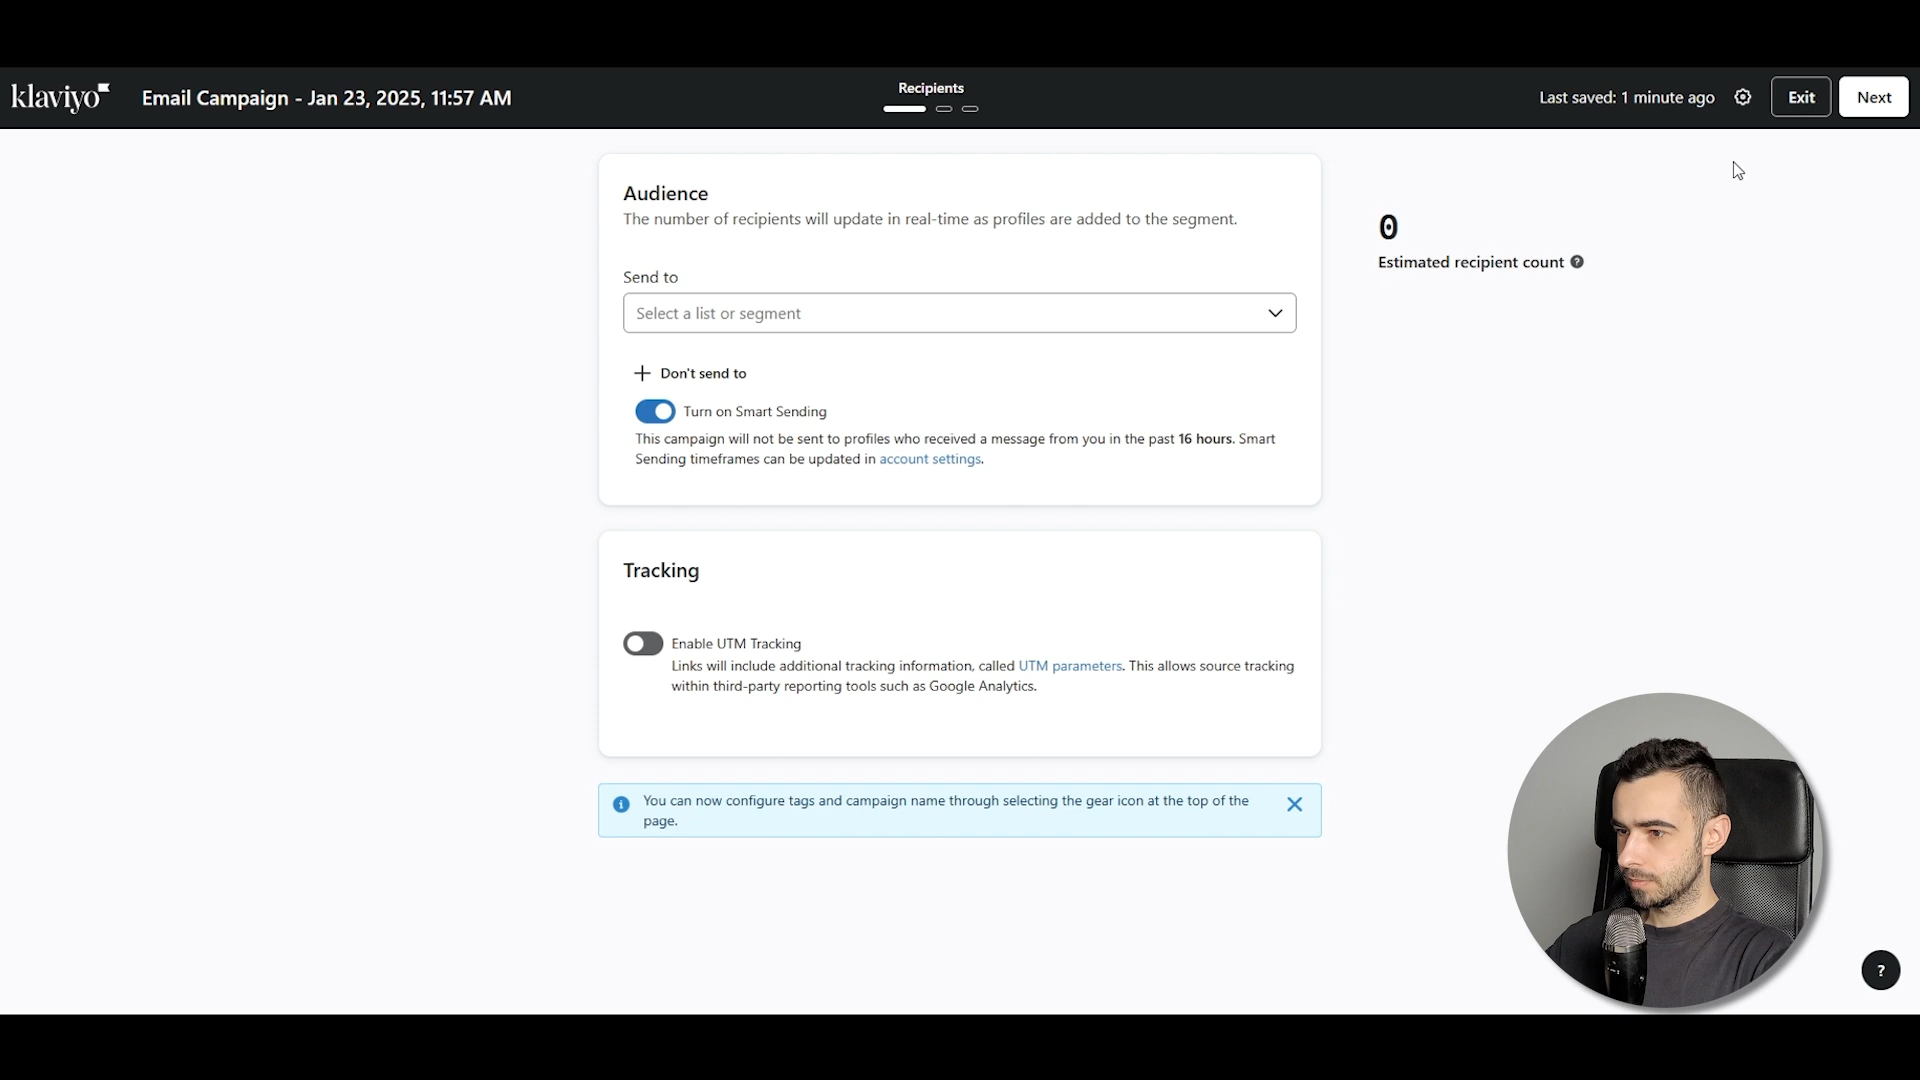 klaviyo
Email Campaign - Jan 23, 2025, 11:57 AM
Recipients
Last saved: 1 minute ago
Exit
Next
Audience
The number of recipients will update in real-time as profiles are added to the segment.
0
Estimated recipient count ?
Send to
Select a list or segment
+ Don't send to
Turn on Smart Sending
This campaign will not be sent to profiles who received a message from you in the past 16 hours. Smart
Sending timeframes can be updated in account settings.
Tracking
Enable UTM Tracking
Links will include additional tracking information, called UTM parameters. This allows source tracking
within third-party reporting tools such as Google Analytics.
You can now configure tags and campaign name through selecting the gear icon at the top of the
page.
?